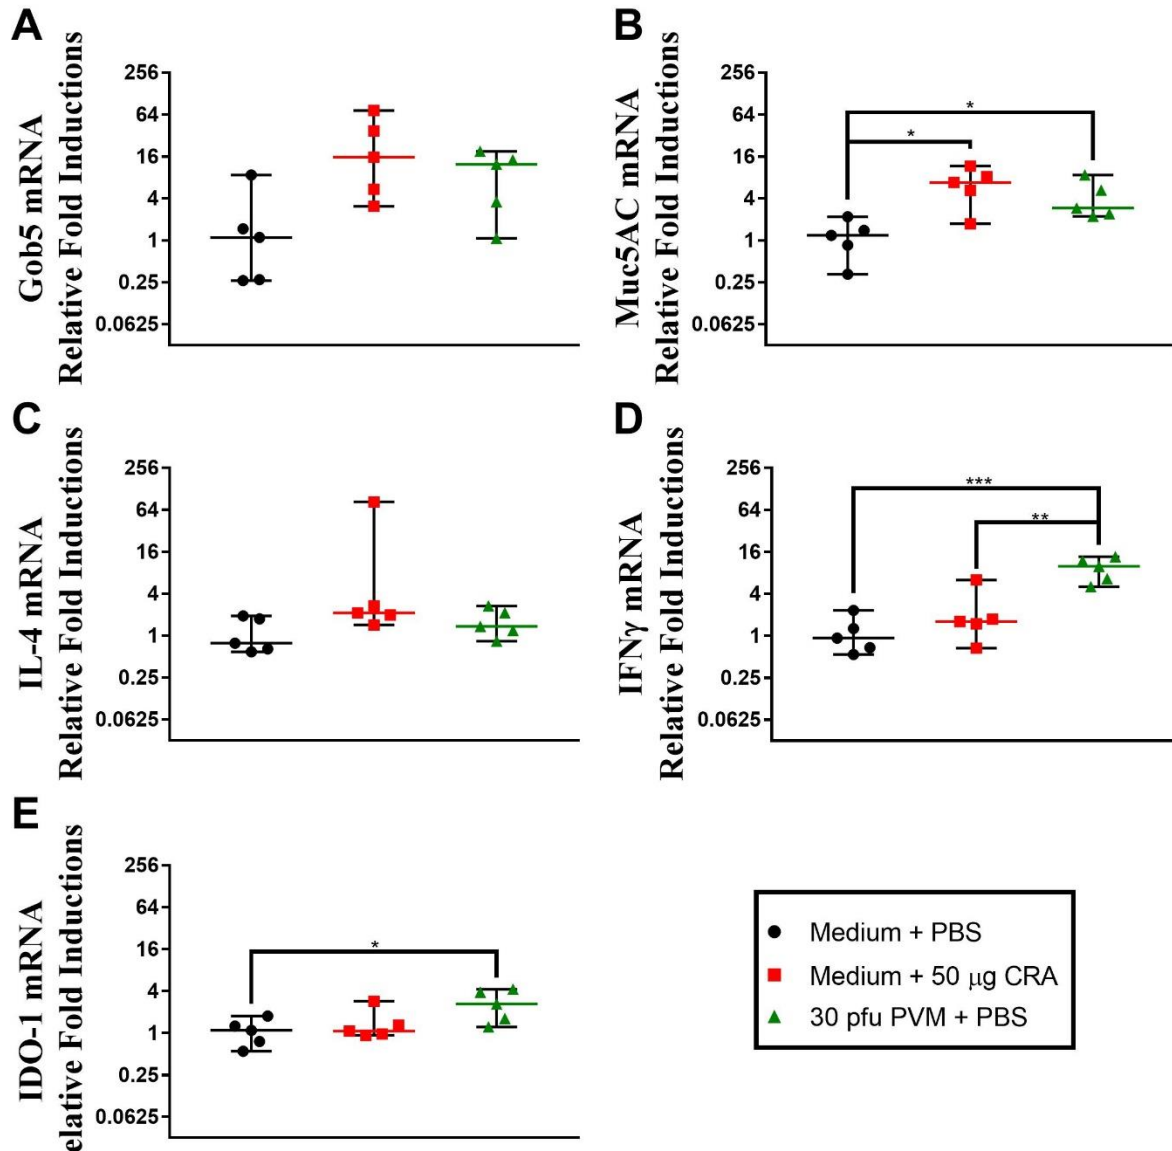 A
Gob5 mRNA
Relative Fold Inductions
256
64
16
4
1
0.25
0.0625
B
Muc5AC mRNA
Relative Fold Inductions
256
64
16
4
1
0.25
0.0625
*
*
C
IL-4 mRNA
Relative Fold Inductions
256
64
16
4
1
0.25
0.0625
D
IFNγ mRNA
Relative Fold Inductions
256
64
16
4
1
0.25
0.0625
***
**
E
IDO-1 mRNA
elative Fold Inductions
256
64
16
4
1
0.25
0.0625
*
Medium + PBS
Medium + 50 μg CRA
30 pfu PVM + PBS